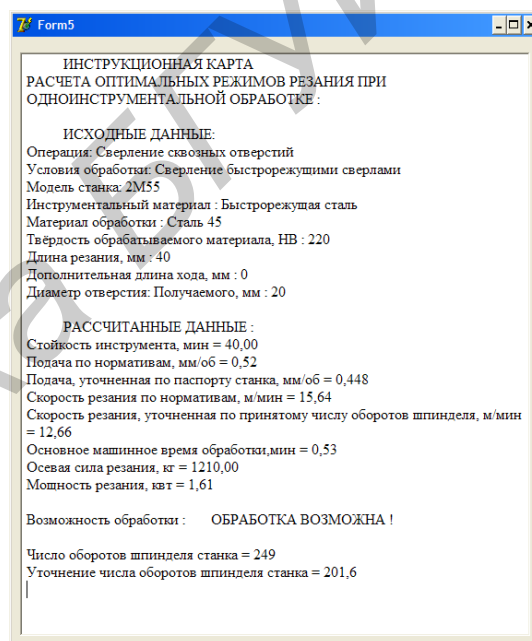 Form5
ИНСТРУКЦИОННАЯ КАРТА
РАСЧЕТА ОПТИМАЛЬНЫХ РЕЖИМОВ РЕЗАНИЯ ПРИ
ОДНОИНСТРУМЕНТАЛЬНОЙ ОБРАБОТКЕ :
ИСХОДНЫЕ ДАННЫЕ:
Операция: Сверление сквозных отверстий
Условия обработки: Сверление быстрорежущими сверлами
Модель станка: 2М55
Инструментальный материал : Быстрорежущая сталь
Материал обработки : Сталь 45
Твёрдость обрабатываемого материала, НВ : 220
Длина резания, мм : 40
Дополнительная длина хода, мм : 0
Диаметр отверстия: Получаемого, мм : 20
РАССЧИТАННЫЕ ДАННЫЕ :
Стойкость инструмента, мин = 40,00
Подача по нормативам, мм/об = 0,52
Подача, уточненная по паспорту станка, мм/об = 0,448
Скорость резания по нормативам, м/мин = 15,64
Скорость резания, уточненная по принятому числу оборотов шпинделя, м/мин
= 12,66
Основное машинное время обработки,мин = 0,53
Осевая сила резания, кг = 1210,00
Мощность резания, квт = 1,61
Возможность обработки : ОБРАБОТКА ВОЗМОЖНА !
Число оборотов шпинделя станка = 249
Уточнение числа оборотов шпинделя станка = 201,6